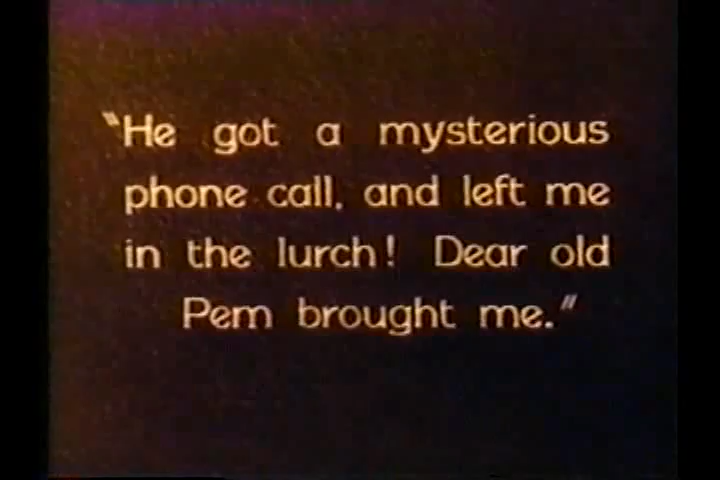 "He got a mysterious
phone call, and left me
in the lurch! Dear old
Pem brought me."